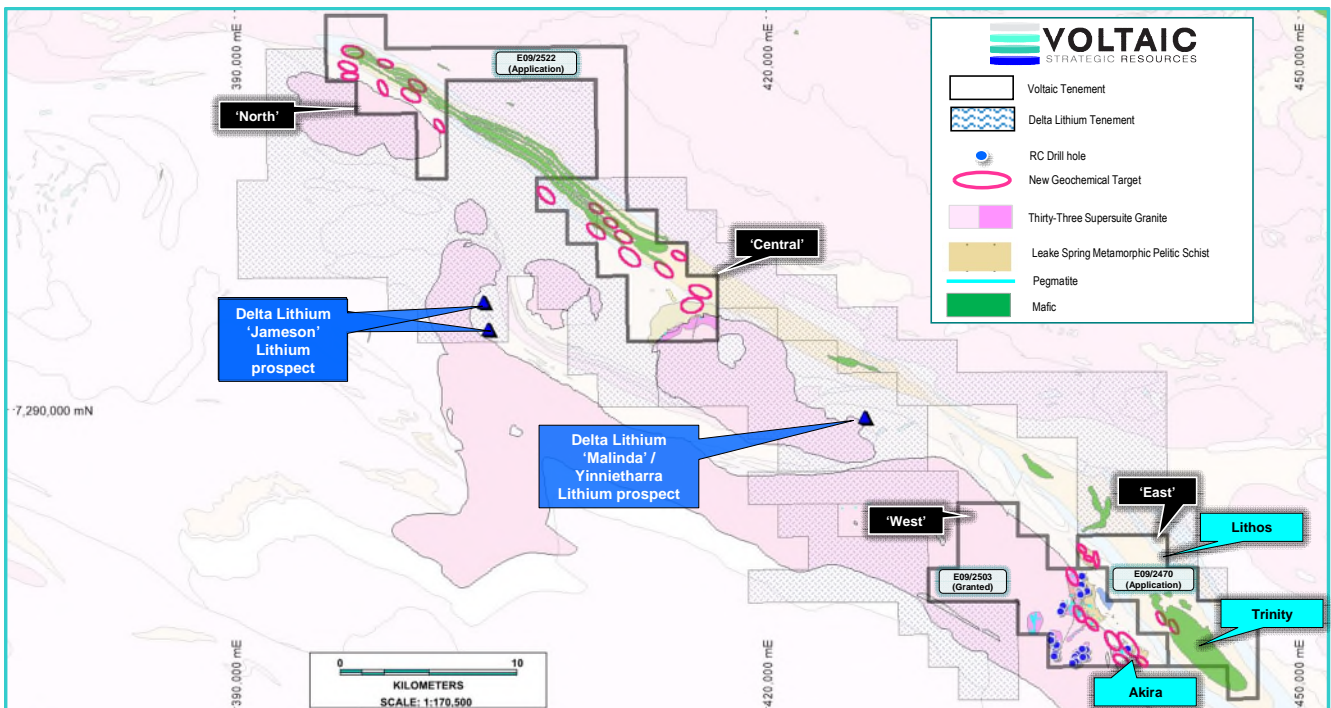 390,000 mE
420,000 mE
450,000 mE
VOLTAIC
STRATEGIC RESOURCES
Voltaic Tenement
Delta Lithium Tenement
RC Drill hole
New Geochemical Target
Thirty-Three Supersuite Granite
Leake Spring Metamorphic Pelitic Schist
Pegmatite
Mafic
E09/2522
(Application)
'North'
'Central'
Delta Lithium
'Jameson'
Lithium
prospect
7,290,000 mN
Delta Lithium
'Malinda' /
Yinnietharra
Lithium prospect
'West'
'East'
Lithos
E09/2503
(Granted)
E09/2470
(Application)
Trinity
Akira
0 10
KILOMETERS
SCALE: 1:170,500
390,000 mE
420,000 mE
450,000 mE